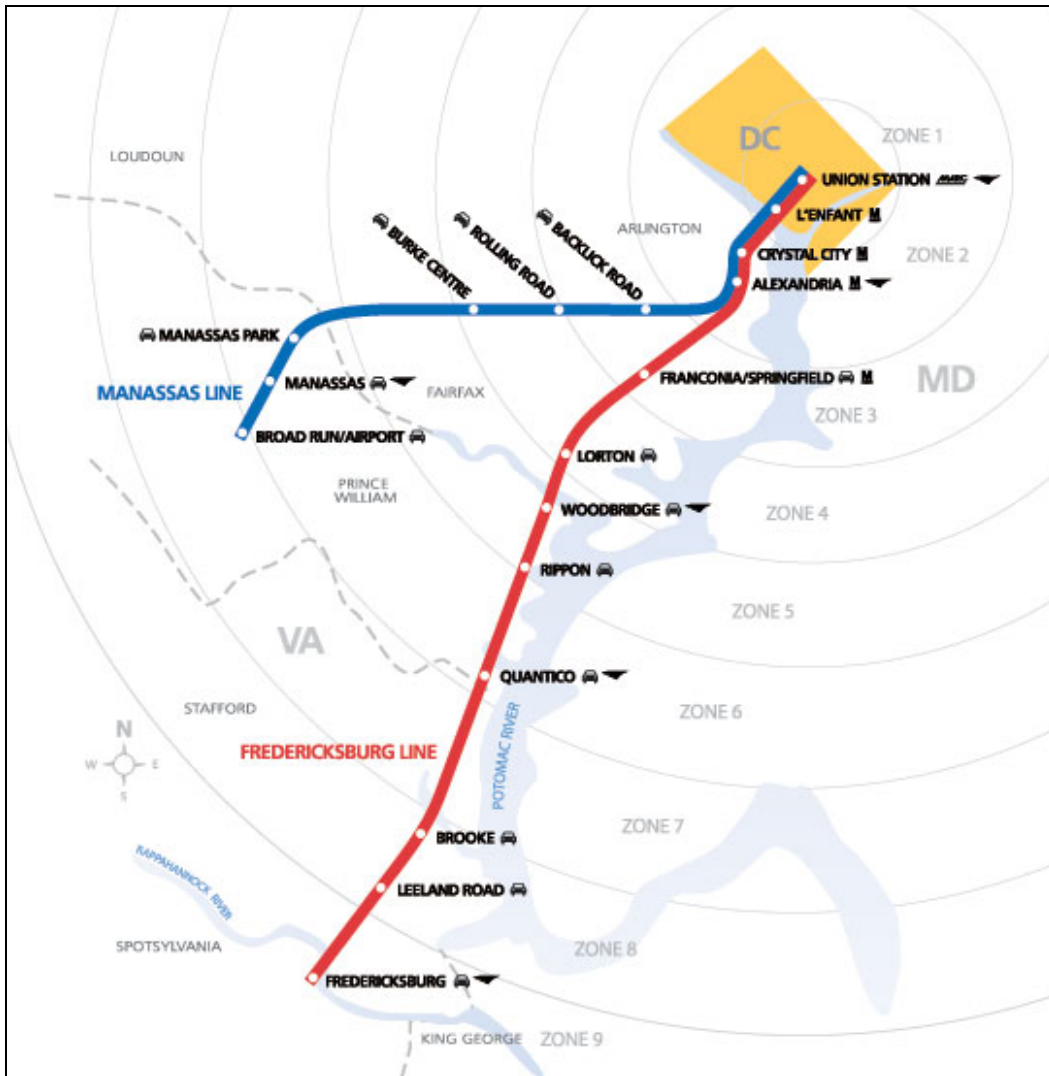 ZONE 1
DC
LOUDOUN
UNION STATION MARC
L'ENFANT M
ARLINGTON
BURKE CENTRE
ROLLING ROAD
BACKLICK ROAD
CRYSTAL CITY M
ZONE 2
ALEXANDRIA M
MANASSAS PARK
MANASSAS LINE
MANASSAS
FAIRFAX
FRANCONIA/SPRINGFIELD M
MD
ZONE 3
BROAD RUN/AIRPORT
LORTON
PRINCE
WILLIAM
WOODBRIDGE
ZONE 4
RIPPON
ZONE 5
VA
QUANTICO
STAFFORD
ZONE 6
N
W E
S
FREDERICKSBURG LINE
POTOMAC RIVER
ZONE 7
BROOKE
RAPPAHANNOCK RIVER
LEELAND ROAD
SPOTSYLVANIA
ZONE 8
FREDERICKSBURG
KING GEORGE
ZONE 9